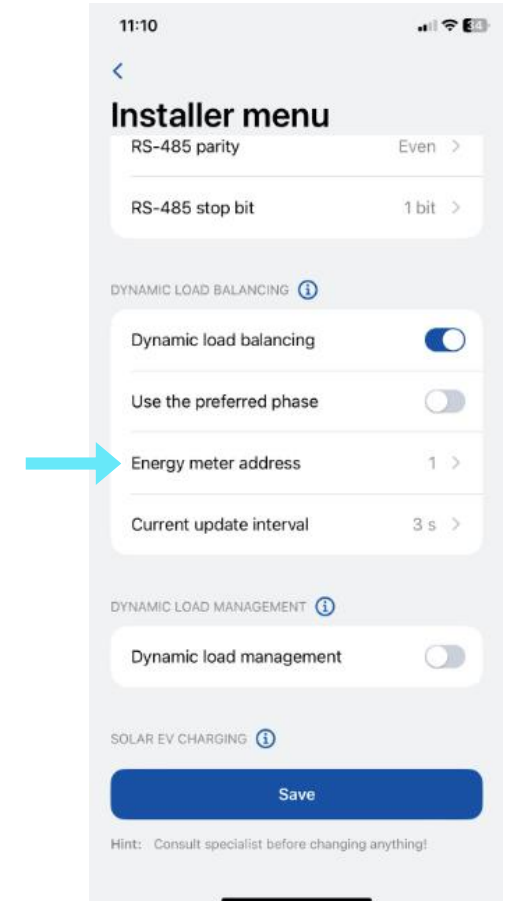 11:10
34
Installer menu
RS-485 parity Even
RS-485 stop bit 1 bit
DYNAMIC LOAD BALANCING
Dynamic load balancing
Use the preferred phase
Energy meter address 1
Current update interval 3 s
DYNAMIC LOAD MANAGEMENT
Dynamic load management
SOLAR EV CHARGING
Save
Hint: Consult specialist before changing anything!